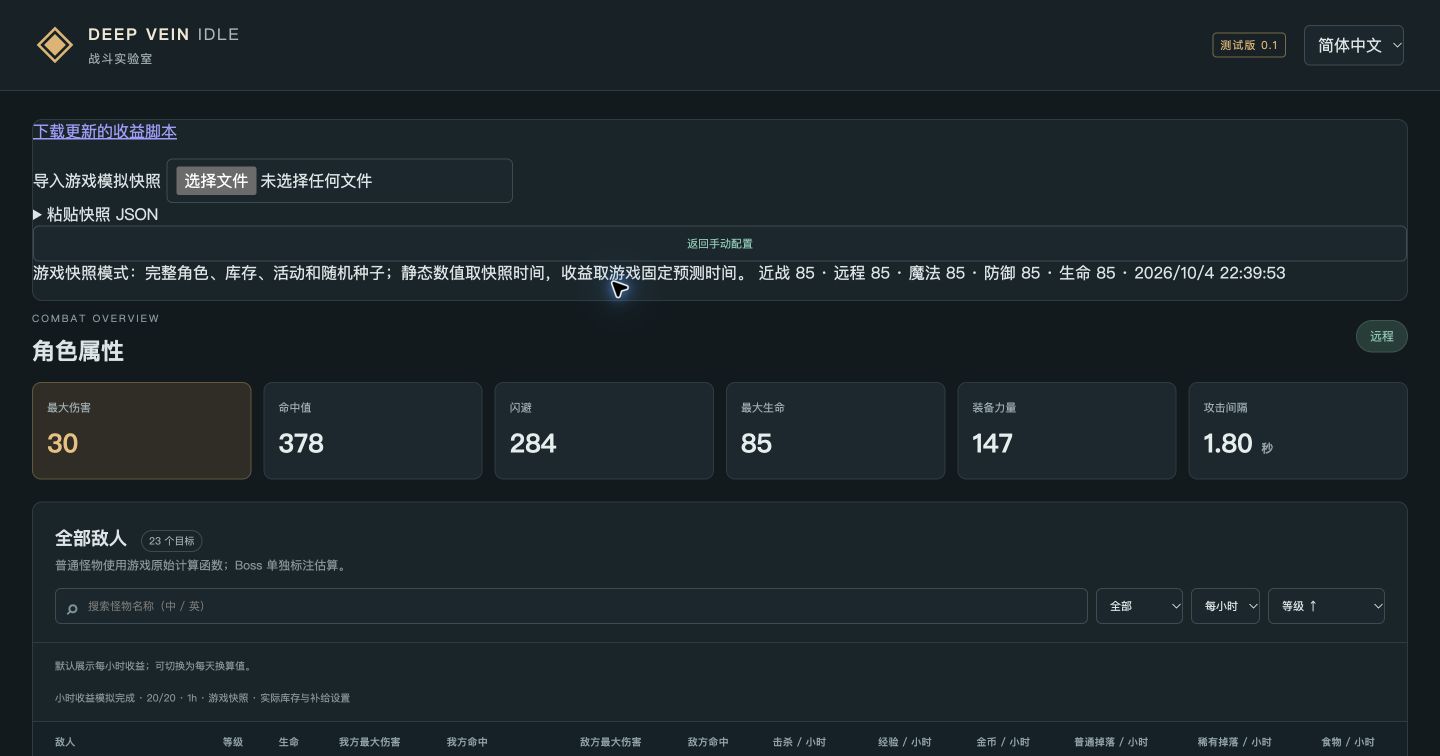 DEEP VEIN IDLE
战斗实验室
测试版 0.1
简体中文
下载更新的收益脚本
导入游戏模拟快照 选择文件 未选择任何文件
粘贴快照 JSON
返回手动配置
游戏快照模式：完整角色、库存、活动和随机种子；静态数值取快照时间，收益取游戏固定预测时间。 近战 85 · 远程 85 · 魔法 85 · 防御 85 · 生命 85 · 2026/10/4 22:39:53
COMBAT OVERVIEW
角色属性
远程
最大伤害
30
命中值
378
闪避
284
最大生命
85
装备力量
147
攻击间隔
1.80 秒
全部敌人 23 个目标
普通怪物使用游戏原始计算函数；Boss 单独标注估算。
搜索怪物名称（中 / 英） 全部 每小时 等级 ↑
默认展示每小时收益；可切换为每天换算值。
小时收益模拟完成 · 20/20 · 1h · 游戏快照 · 实际库存与补给设置
敌人 等级 生命 我方最大伤害 我方命中 敌方最大伤害 敌方命中 击杀 / 小时 经验 / 小时 金币 / 小时 普通掉落 / 小时 稀有掉落 / 小时 食物 / 小时